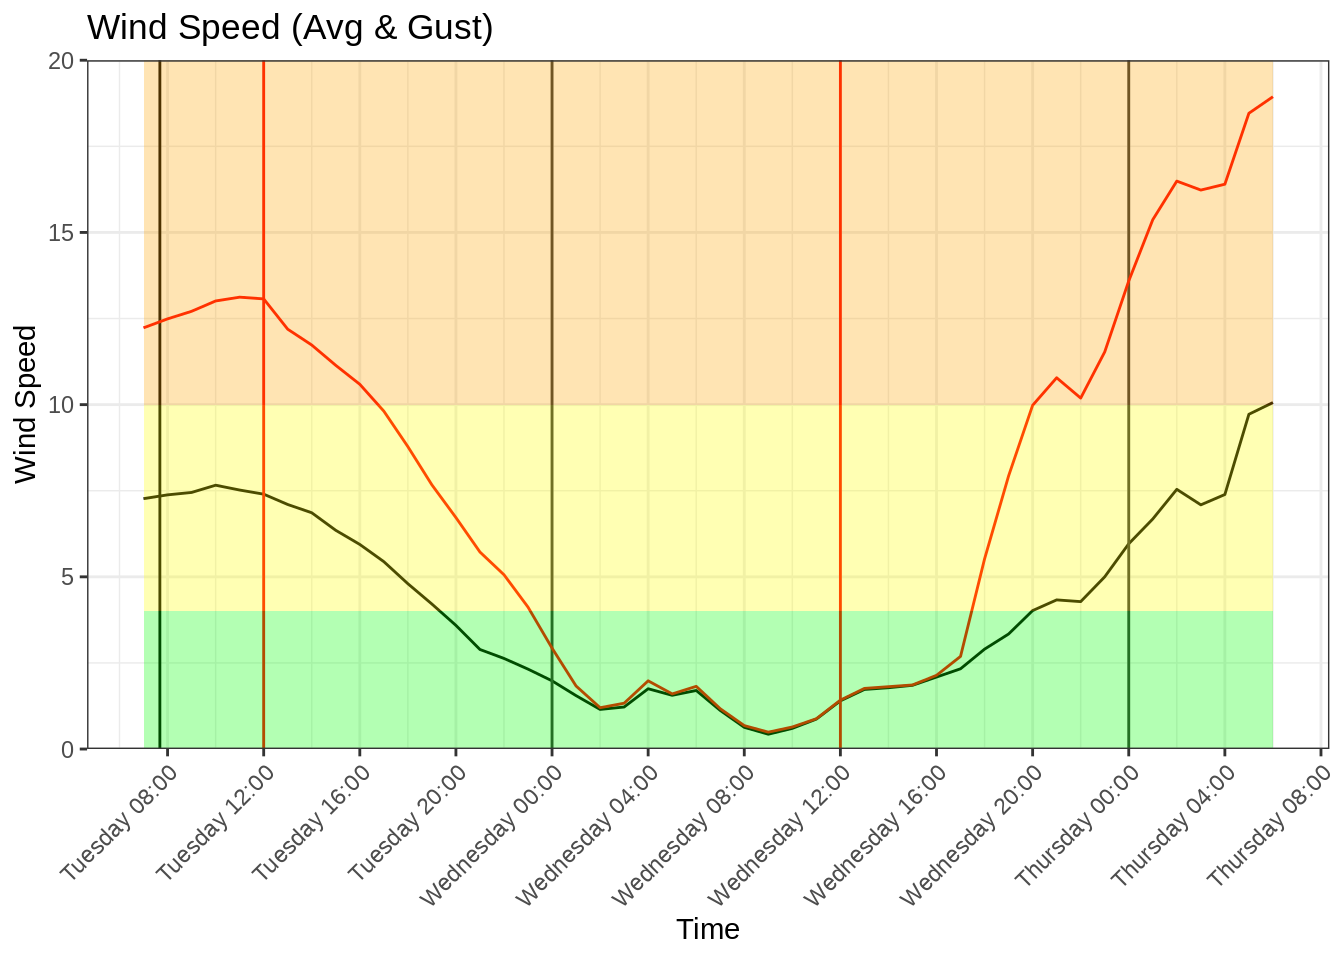 Wind Speed (Avg & Gust)
Wind Speed
20
15
10
5
0
Tuesday 08:00
Tuesday 12:00
Tuesday 16:00
Tuesday 20:00
Wednesday 00:00
Wednesday 04:00
Wednesday 08:00
Wednesday 12:00
Wednesday 16:00
Wednesday 20:00
Thursday 00:00
Thursday 04:00
Thursday 08:00
Time